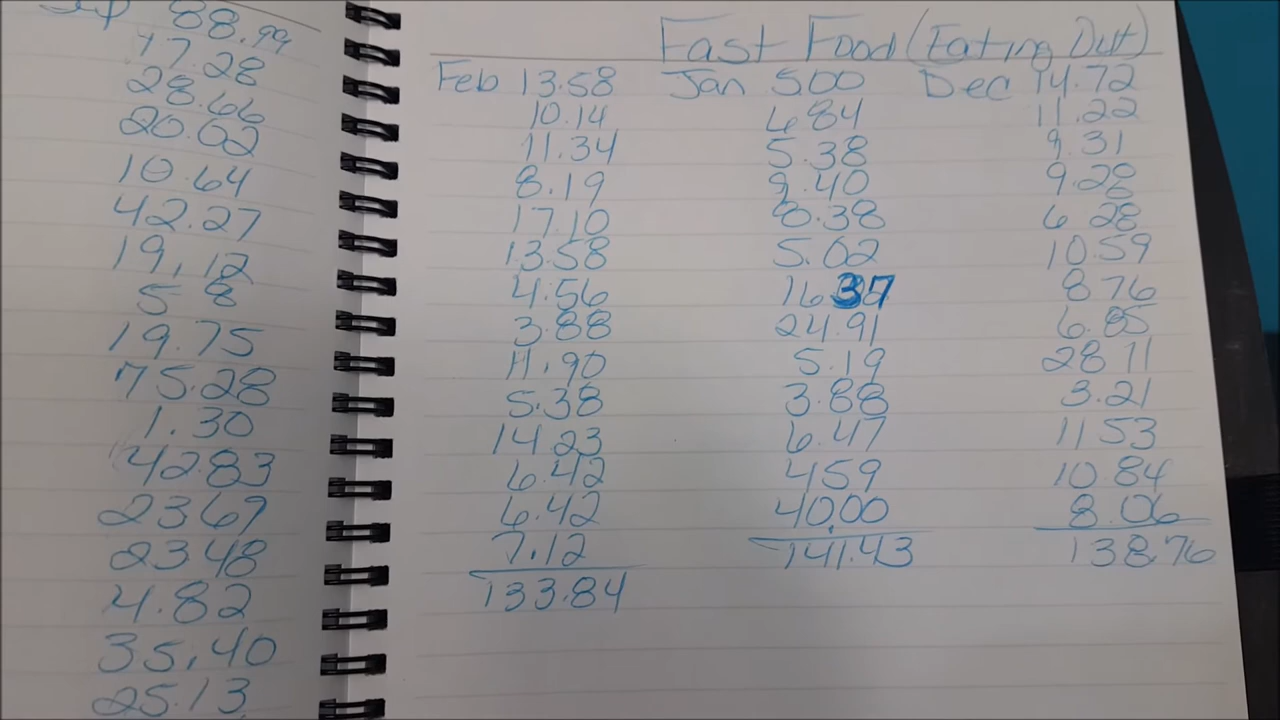 88.99
17.28
28.66
20.02
10.64
42.27
19.12
5 8
19.75
75.28
1.30
42.83
23 69
23 48
4.82
35.40
25.13
Fast Food (Eating Out)
Feb 13.58 Jan 5.00 Dec 14.72
10.14 6 84 11.22
11.34 5.38 9.31
8.19 9.40 9.28
17.10 8.38 6 28
13.58 5.02 10.59
4.56 16 37 8 76
3.88 24.91 6.85
11.90 5.19 28 11
5.38 3.88 3.21
14.23 6.47 11 53
6.42 4 59 10.84
6.42 40.00 8.06
7.12 141.43 138.76
133.84